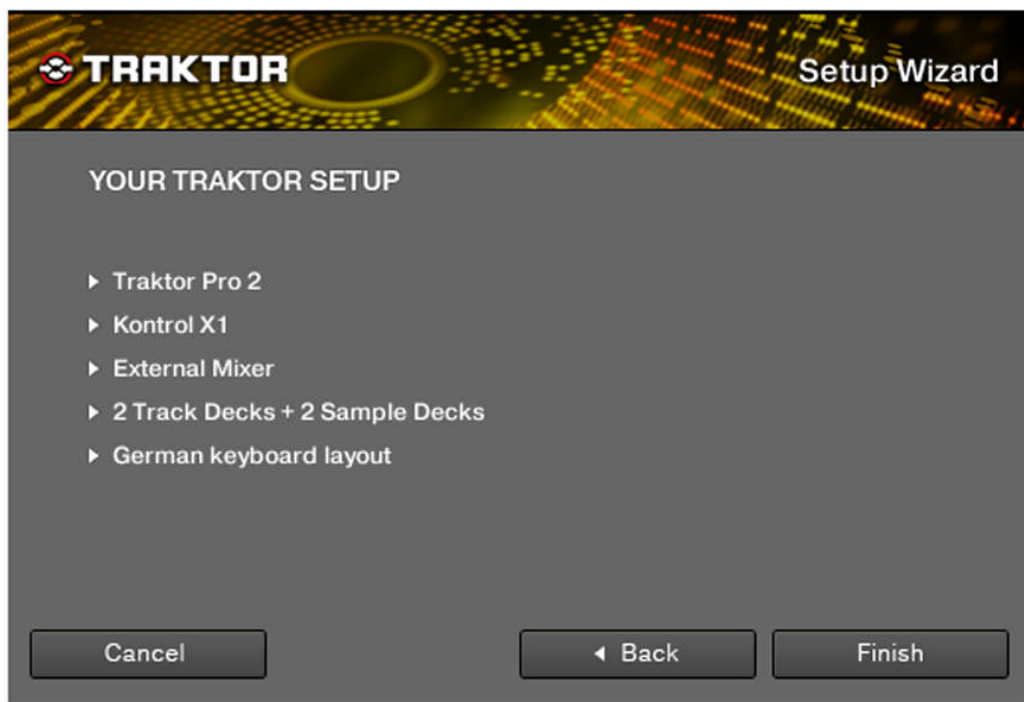 TRAKTOR
Setup Wizard
YOUR TRAKTOR SETUP
Traktor Pro 2
Kontrol X1
External Mixer
2 Track Decks + 2 Sample Decks
German keyboard layout
Cancel
Back
Finish